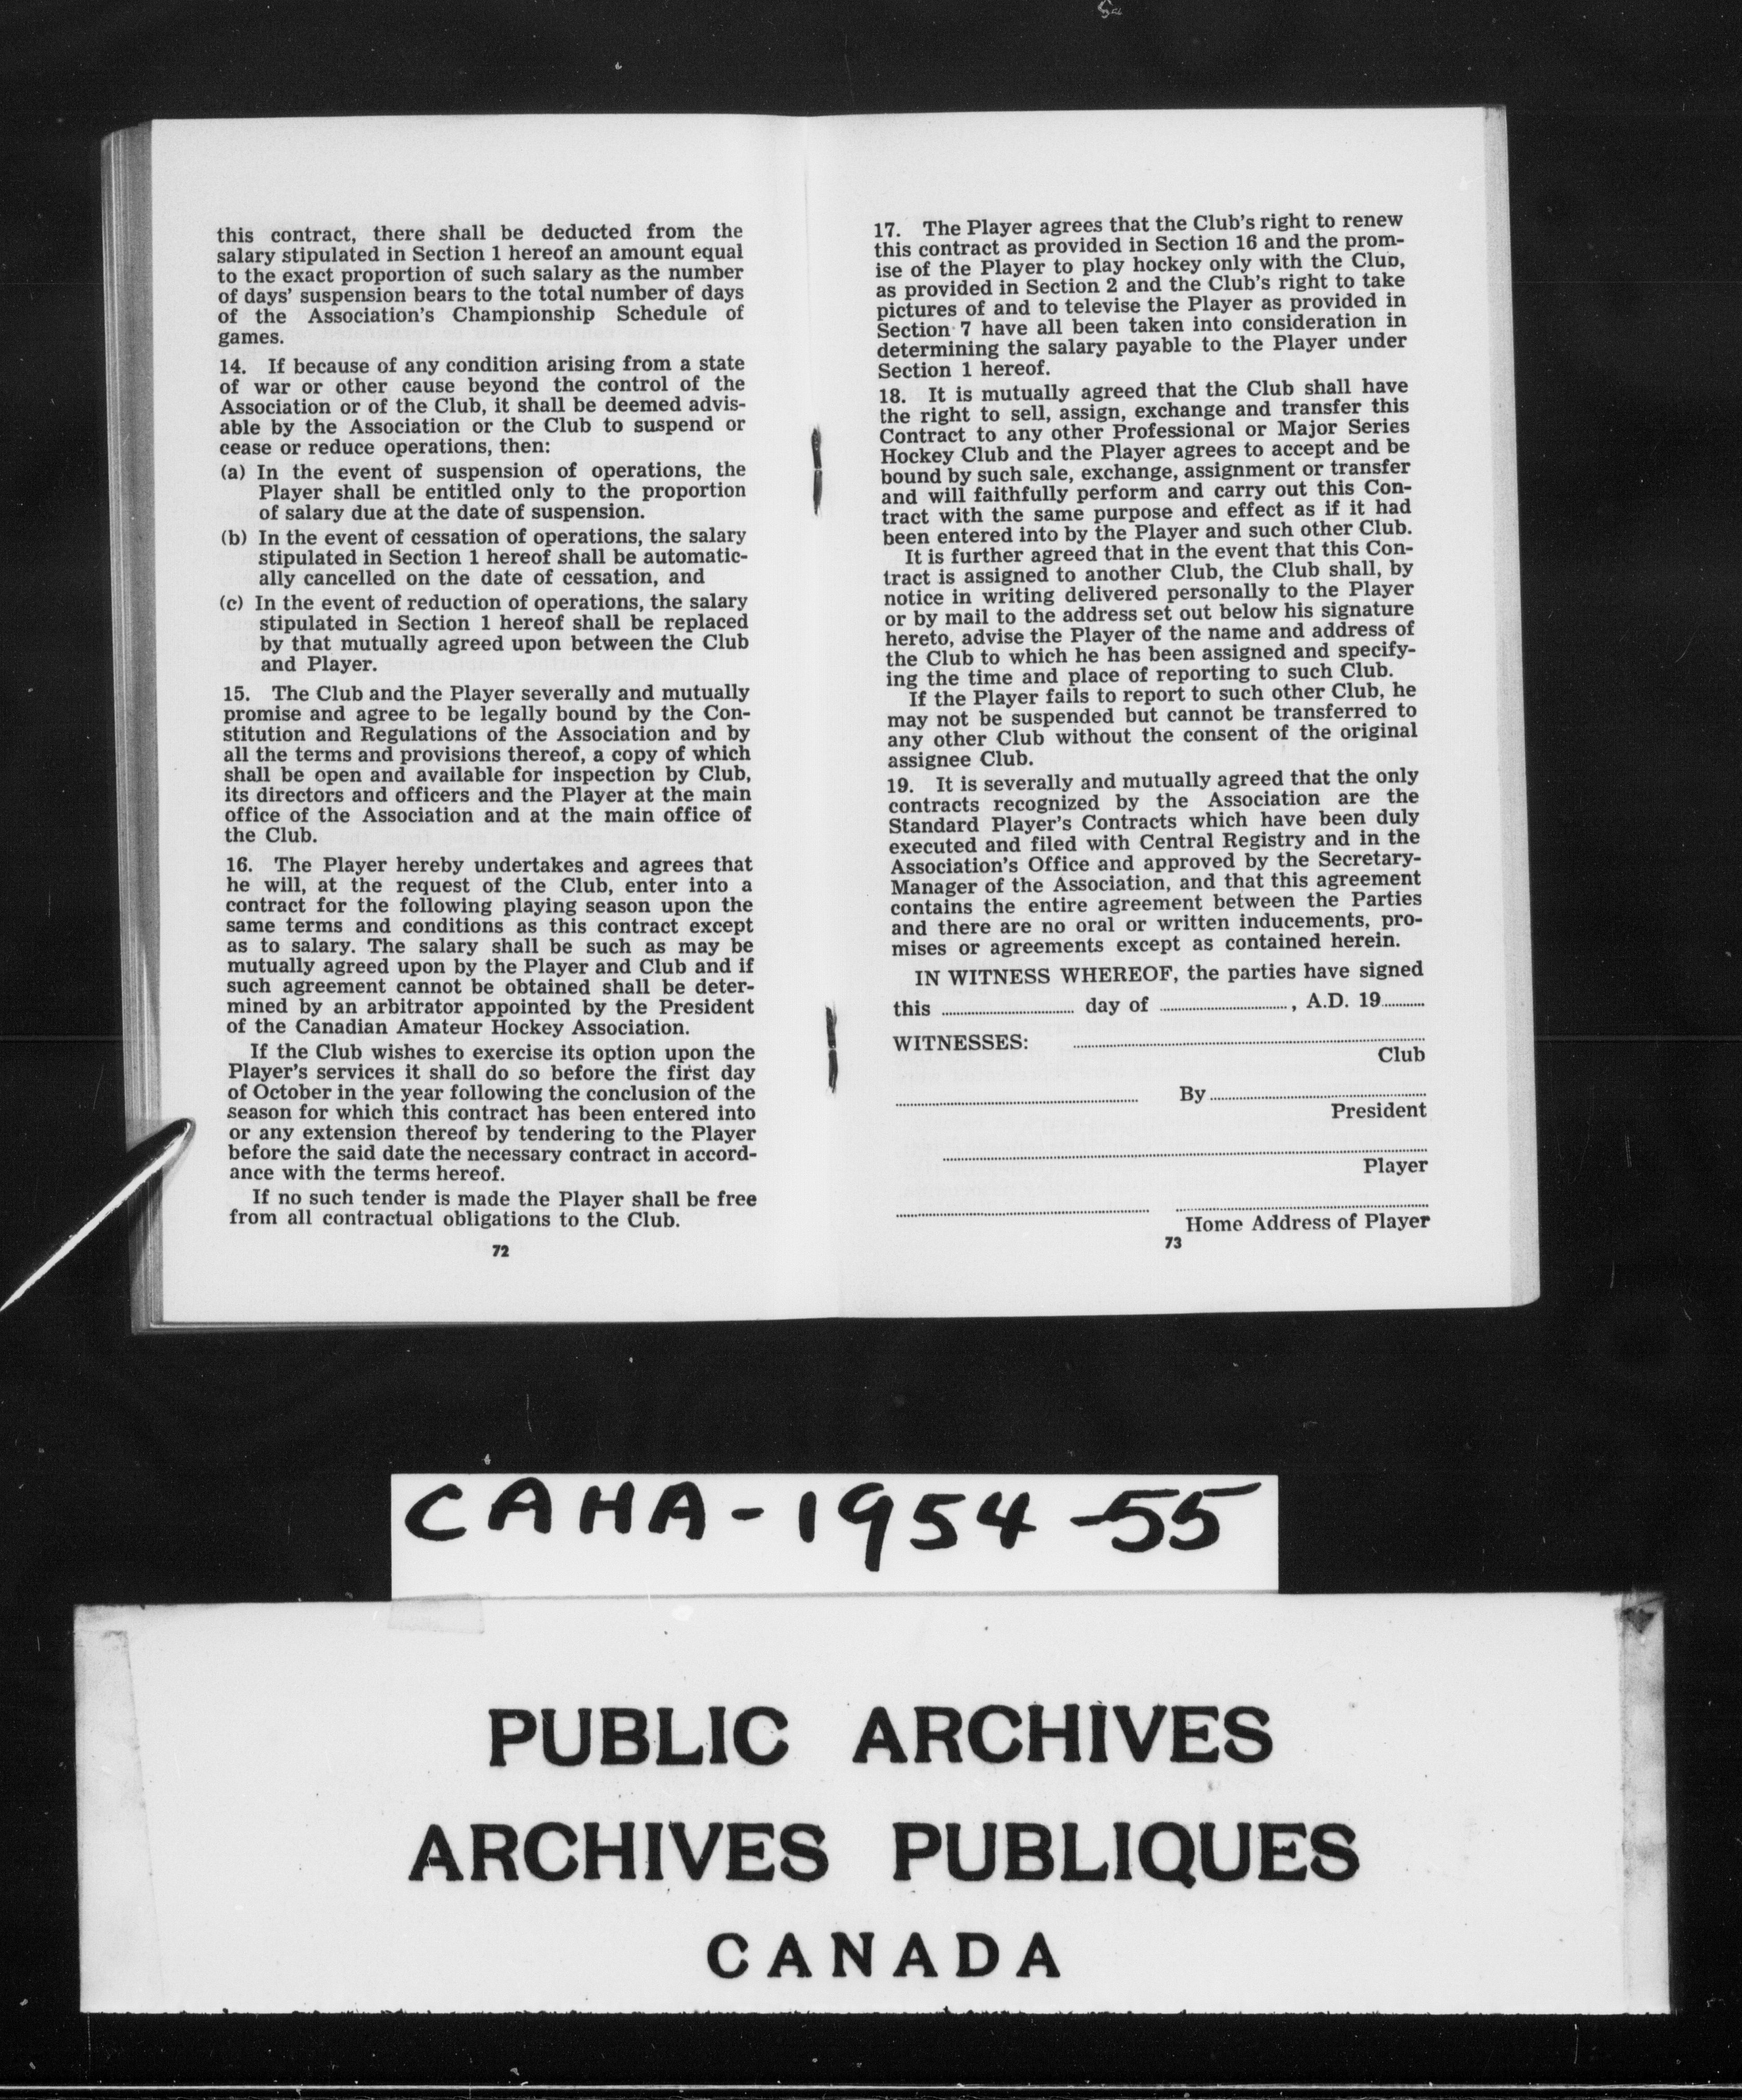 this contract, there shall be deducted from the
salary stipulated in Section 1 hereof an amount equal
to the exact proportion of such salary as the number
of days' suspension bears to the total number of days
of the Association's Championship Schedule of
games.
14. If because of any condition arising from a state
of war or other cause beyond the control of the
Association or of the Club, it shall be deemed advis-
able by the Association or the Club to suspend or
cease or reduce operations, then:
(a) In the event of suspension of operations, the
Player shall be entitled only to the proportion
of salary due at the date of suspension.
(b) In the event of cessation of operations, the salary
stipulated in Section 1 hereof shall be automatic-
ally cancelled on the date of cessation, and
(c) In the event of reduction of operations, the salary
stipulated in Section 1 hereof shall be replaced
by that mutually agreed upon between the Club
and Player.
15. The Club and the Player severally and mutually
promise and agree to be legally bound by the Con-
stitution and Regulations of the Association and by
all the terms and provisions thereof, a copy of which
shall be open and available for inspection by Club,
its directors and officers and the Player at the main
office of the Association and at the main office of
the Club.
16. The Player hereby undertakes and agrees that
he will, at the request of the Club, enter into a
contract for the following playing season upon the
same terms and conditions as this contract except
as to salary. The salary shall be such as may be
mutually agreed upon by the Player and Club and if
such agreement cannot be obtained shall be deter-
mined by an arbitrator appointed by the President
of the Canadian Amateur Hockey Association.
If the Club wishes to exercise its option upon the
Player's services it shall do so before the first day
of October in the year following the conclusion of the
season for which this contract has been entered into
or any extension thereof by tendering to the Player
before the said date the necessary contract in accord-
ance with the terms hereof.
If no such tender is made the Player shall be free
from all contractual obligations to the Club.
72
17. The Player agrees that the Club's right to renew
this contract as provided in Section 16 and the prom-
ise of the Player to play hockey only with the Club,
as provided in Section 2 and the Club's right to take
pictures of and to televise the Player as provided in
Section 7 have all been taken into consideration in
determining the salary payable to the Player under
Section 1 hereof.
18. It is mutually agreed that the Club shall have
the right to sell, assign, exchange and transfer this
Contract to any other Professional or Major Series
Hockey Club and the Player agrees to accept and be
bound by such sale, exchange, assignment or transfer
and will faithfully perform and carry out this Con-
tract with the same purpose and effect as if it had
been entered into by the Player and such other Club.
It is further agreed that in the event that this Con-
tract is assigned to another Club, the Club shall, by
notice in writing delivered personally to the Player
or by mail to the address set out below his signature
hereto, advise the Player of the name and address of
the Club to which he has been assigned and specify-
ing the time and place of reporting to such Club.
If the Player fails to report to such other Club, he
may not be suspended but cannot be transferred to
any other Club without the consent of the original
assignee Club.
19. It is severally and mutually agreed that the only
contracts recognized by the Association are the
Standard Player's Contracts which have been duly
executed and filed with Central Registry and in the
Association's Office and approved by the Secretary-
Manager of the Association, and that this agreement
contains the entire agreement between the Parties
and there are no oral or written inducements, pro-
mises or agreements except as contained herein.
IN WITNESS WHEREOF, the parties have signed
this ........................ day of ........................, A.D. 19........
WITNESSES: ........................
Club
........................ By ........................
President
........................
Player
........................ ........................
Home Address of Player
73
CAHA-1954-55
PUBLIC ARCHIVES
ARCHIVES PUBLIQUES
CANADA